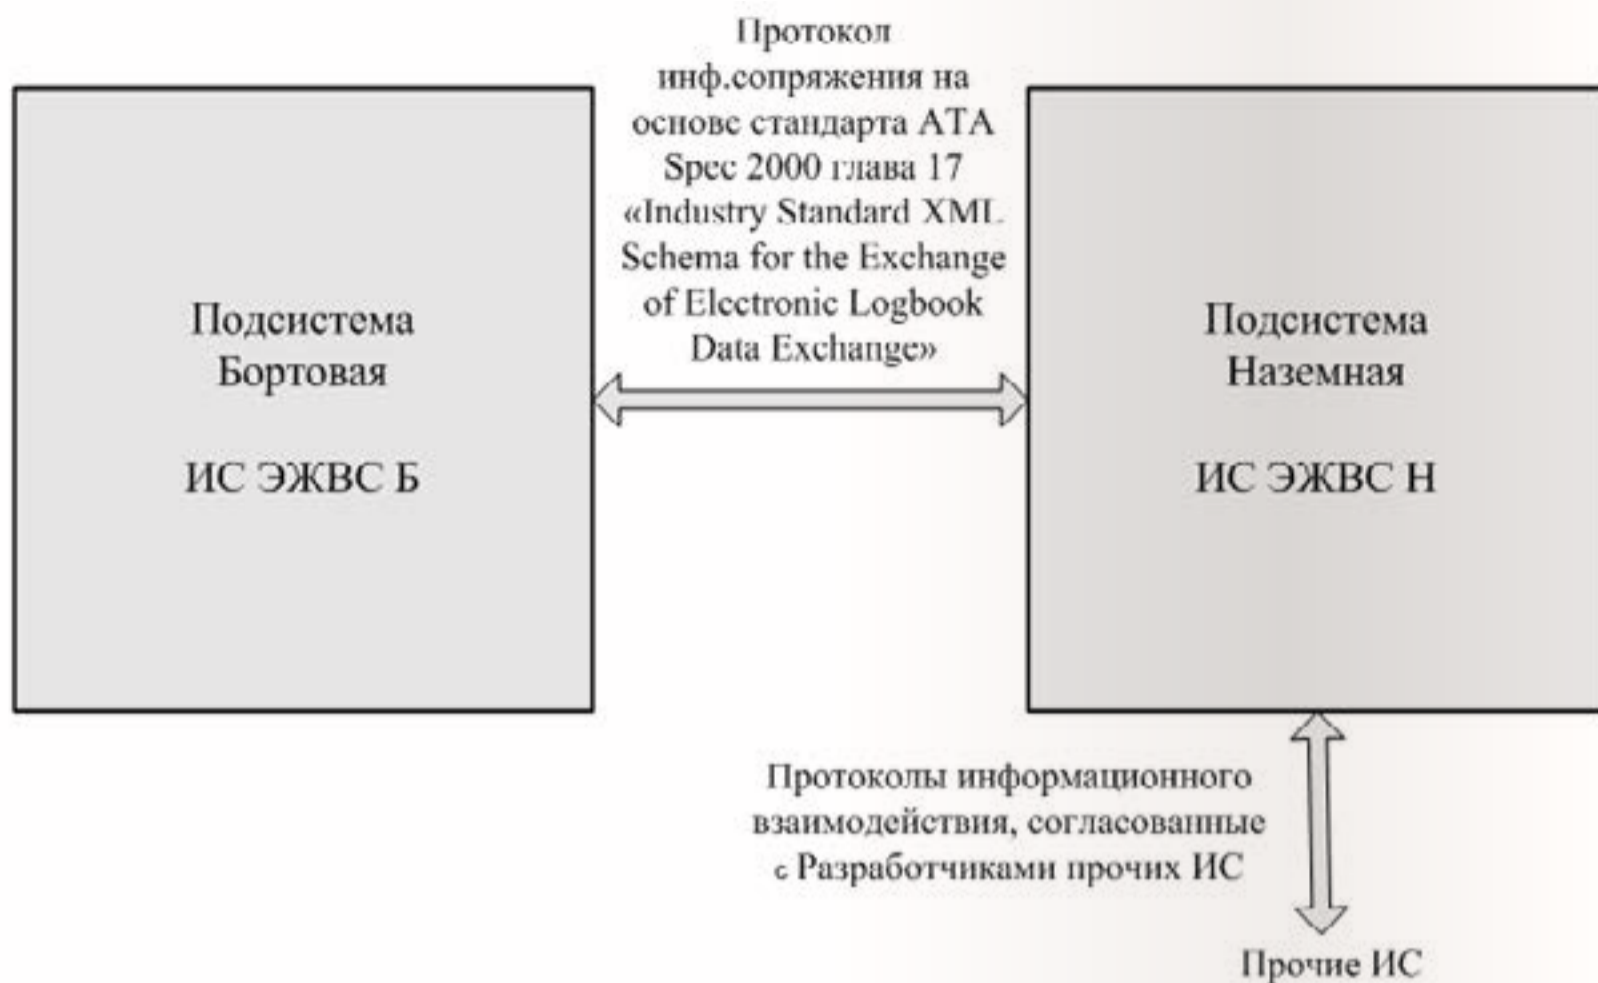 Протокол
инф.сопряжения на
основе стандарта АТА
Spec 2000 глава 17
«Industry Standard XML
Schema for the Exchange
of Electronic Logbook
Data Exchange»
Подсистема
Бортовая
ИС ЭЖВС Б
Подсистема
Наземная
ИС ЭЖВС Н
Протоколы информационного
взаимодействия, согласованные
с Разработчиками прочих ИС
Прочие ИС